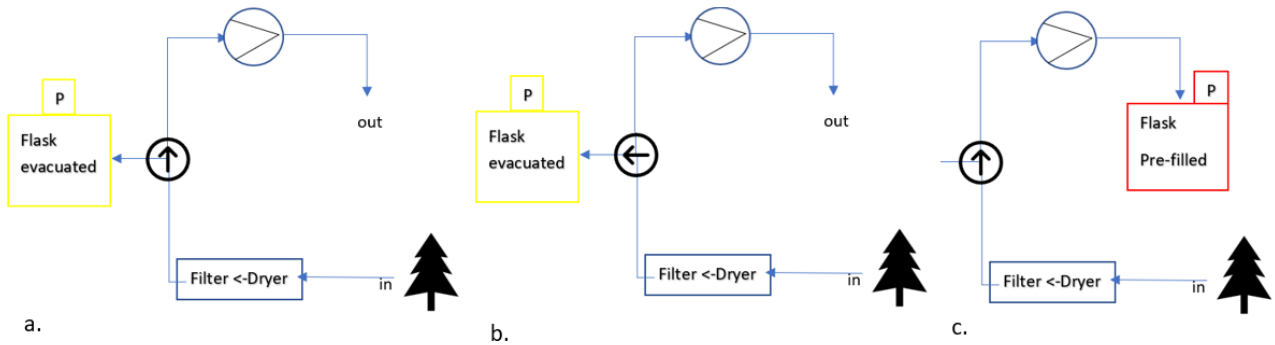 P
Flask
evacuated
out
Filter <-Dryer
in
a.
P
Flask
evacuated
out
Filter <-Dryer
in
b.
P
Flask
Pre-filled
Filter <-Dryer
in
c.